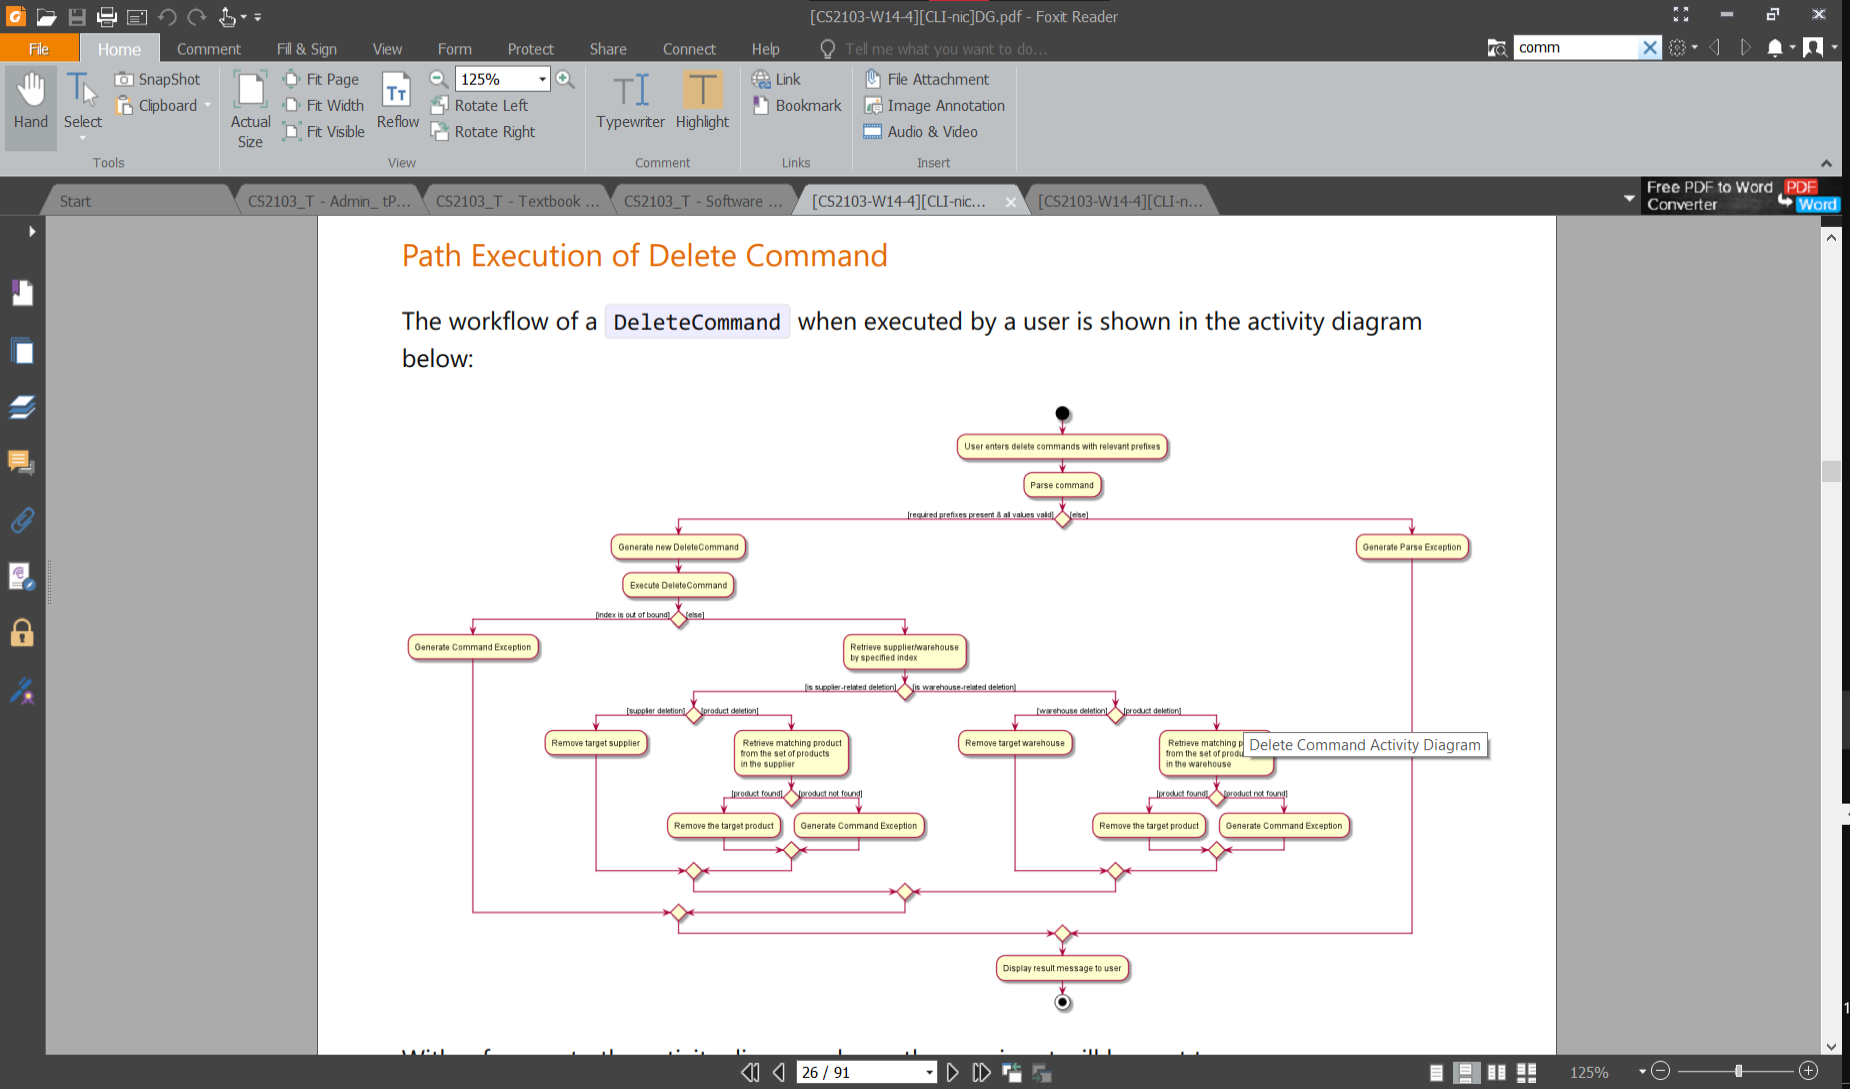 [CS2103-W14-4][CLI-nic]DG.pdf - Foxit Reader
File Home Comment Fill & Sign View Form Protect Share Connect Help Tell me what you want to do... comm
Hand
Select
SnapShot
Clipboard
Tools
Actual Size
Fit Page
Fit Width
Fit Visible
Reflow
125%
Rotate Left
Rotate Right
View
Typewriter
Highlight
Comment
Link
Bookmark
Links
File Attachment
Image Annotation
Audio & Video
Insert
Start
CS2103_T - Admin_ tP...
CS2103_T - Textbook ...
CS2103_T - Software ...
[CS2103-W14-4][CLI-nic...
[CS2103-W14-4][CLI-n...
Free PDF to Word
Converter
PDF
Word
Path Execution of Delete Command
The workflow of a DeleteCommand when executed by a user is shown in the activity diagram
below:
User enters delete commands with relevant prefixes
Parse command
[required prefixes present & all values valid] [else]
Generate new DeleteCommand
Generate Parse Exception
Execute DeleteCommand
[index is out of bound] [else]
Generate Command Exception
Retrieve supplier/warehouse
by specified index
[is supplier-related deletion] [is warehouse-related deletion]
[supplier deletion] [product deletion]
[warehouse deletion] [product deletion]
Remove target supplier
Retrieve matching product
from the set of products
in the supplier
Remove target warehouse
Retrieve matching p
from the set of produ
in the warehouse
Delete Command Activity Diagram
[product found] [product not found]
[product found] [product not found]
Remove the target product
Generate Command Exception
Remove the target product
Generate Command Exception
Display result message to user
26 / 91
125%